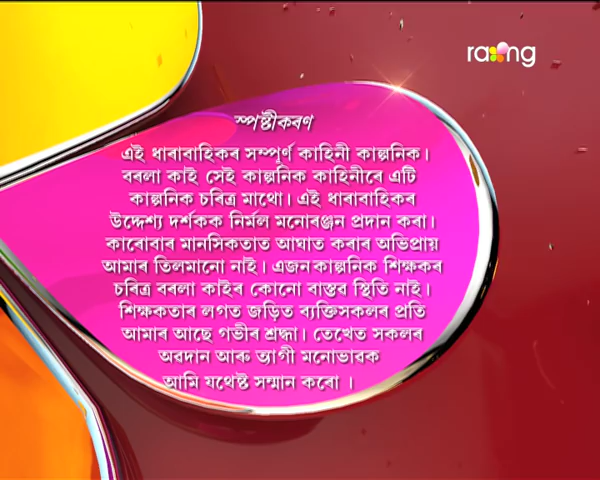 rang
স্পষ্টীকৰণ
এই ধাৰাবাহিকৰ সম্পূৰ্ণ কাহিনী কাল্পনিক।
বৰলা কাই সেই কাল্পনিক কাহিনীৰে এটি
কাল্পনিক চৰিত্ৰ মাথো। এই ধাৰাবাহিকৰ
উদ্দেশ্য দৰ্শকক নিৰ্মল মনোৰঞ্জন প্ৰদান কৰা।
কাৰোবাৰ মানসিকতাত আঘাত কৰাৰ অভিপ্ৰায়
আমাৰ তিলমানো নাই। এজন কাল্পনিক শিক্ষকৰ
চৰিত্ৰ বৰলা কাইৰ কোনো বাস্তৱ স্থিতি নাই।
শিক্ষকতাৰ লগত জড়িত ব্যক্তিসকলৰ প্ৰতি
আমাৰ আছে গভীৰ শ্ৰদ্ধা। তেখেত সকলৰ
অৱদান আৰু ত্যাগী মনোভাৱক
আমি যথেষ্ট সন্মান কৰো ।